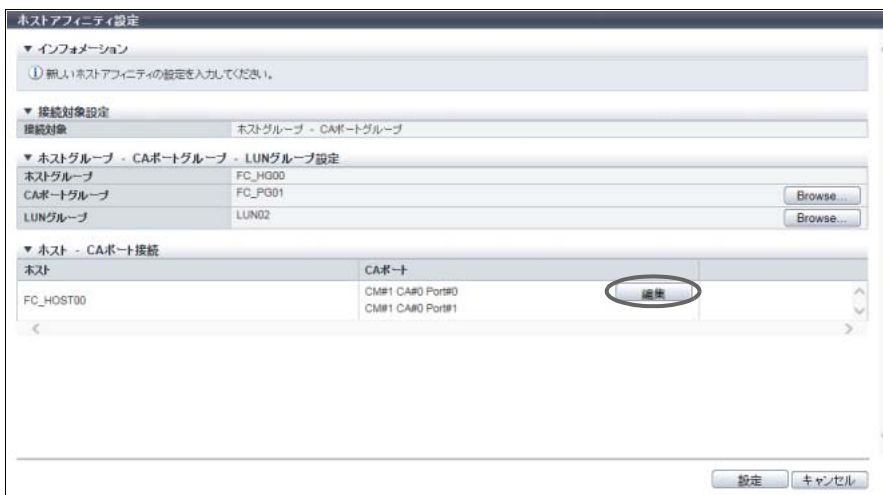 ホストアフィニティ設定
▼ インフォメーション
新しいホストアフィニティの設定を入力してください。
▼ 接続対象設定
接続対象 ホストグループ - CAポートグループ
▼ ホストグループ - CAポートグループ - LUNグループ設定
ホストグループ FC_HG00
CAポートグループ FC_PG01 Browse...
LUNグループ LUN02 Browse...
▼ ホスト - CAポート接続
ホスト CAポート
FC_HOST00 CM#1 CA#0 Port#0 編集
CM#1 CA#0 Port#1
設定 キャンセル